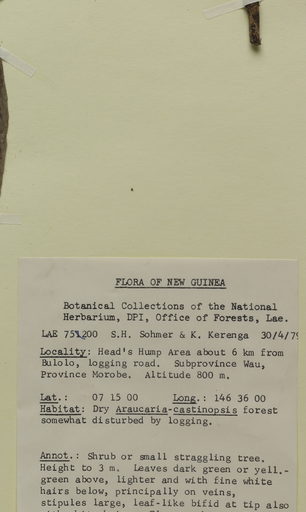 FLORA OF NEW GUINEA
Botanical Collections of the National
Herbarium, DPI, Office of Forests, Lae.
LAE 751200 S.H. Sohmer & K. Kerenga 30/4/79
Locality: Head's Hump Area about 6 km from
Bulolo, logging road. Subprovince Wau,
Province Morobe. Altitude 800 m.
Lat.: 07 15 00 Long.: 146 36 00
Habitat: Dry Araucaria-castinopsis forest
somewhat disturbed by logging.
Annot.: Shrub or small straggling tree.
Height to 3 m. Leaves dark green or yell.-
green above, lighter and with fine white
hairs below, principally on veins,
stipules large, leaf-like bifid at tip also